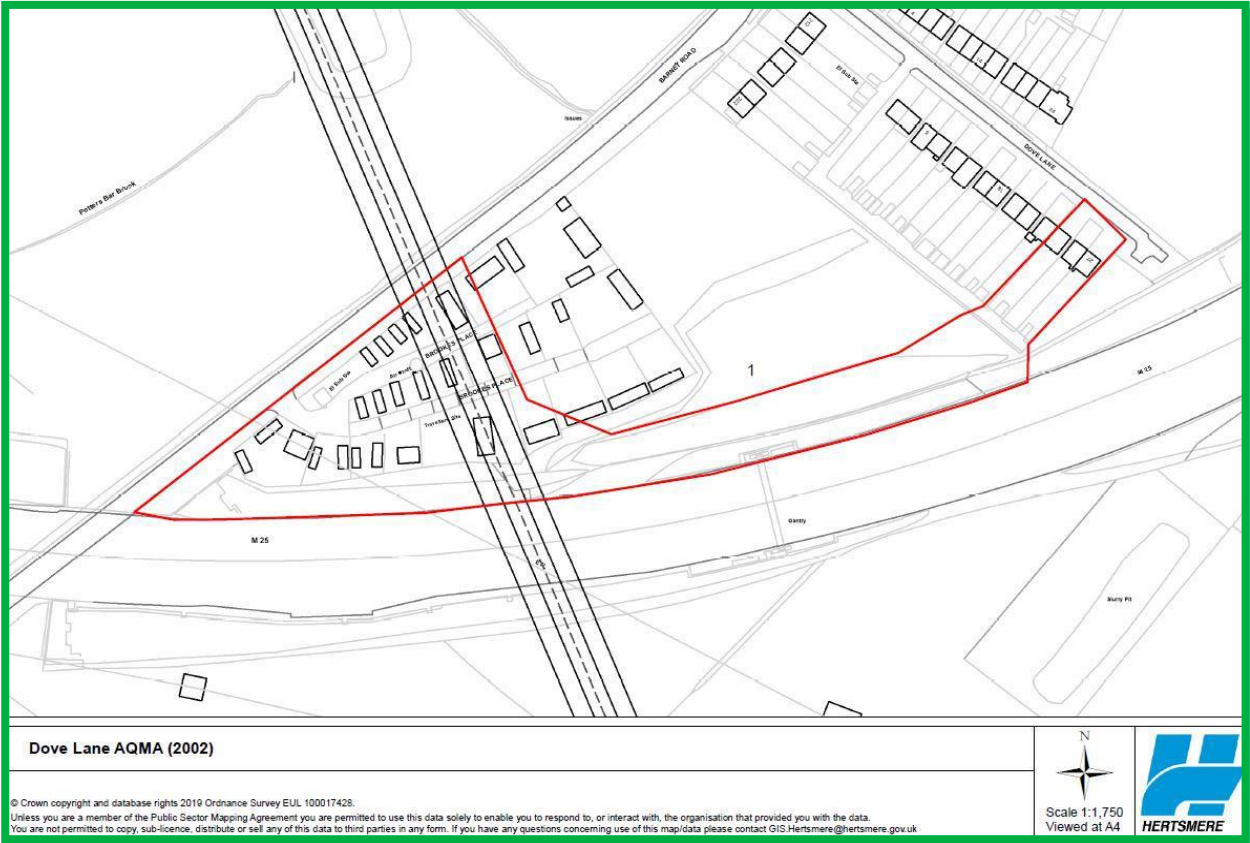 212
202
BARNET ROAD
El Sub Sta
14
24
Issues
DOVE LANE
Potters Bar Brook
22
BROOKES PLACE
El Sub Sta
BROOKES PLACE
1
M 25
M 25
Gantry
Slurry Pit
Dove Lane AQMA (2002)
N
© Crown copyright and database rights 2019 Ordnance Survey EUL 100017428.
Unless you are a member of the Public Sector Mapping Agreement you are permitted to use this data solely to enable you to respond to, or interact with, the organisation that provided you with the data.
You are not permitted to copy, sub-licence, distribute or sell any of this data to third parties in any form. If you have any questions concerning use of this map/data please contact GIS.Hertsmere@hertsmere.gov.uk
Scale 1:1,750
Viewed at A4
HERTSMERE